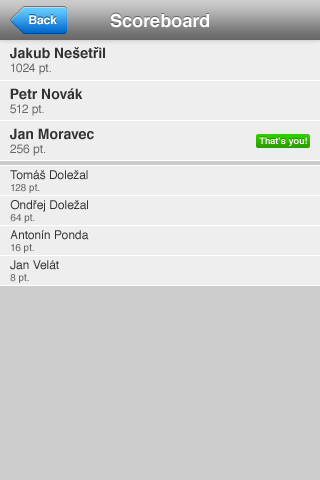 Back
Scoreboard
Jakub Nešetřil
1024 pt.
Petr Novák
512 pt.
Jan Moravec
256 pt.
That's you!
Tomáš Doležal
128 pt.
Ondřej Doležal
64 pt.
Antonín Ponda
16 pt.
Jan Velát
8 pt.